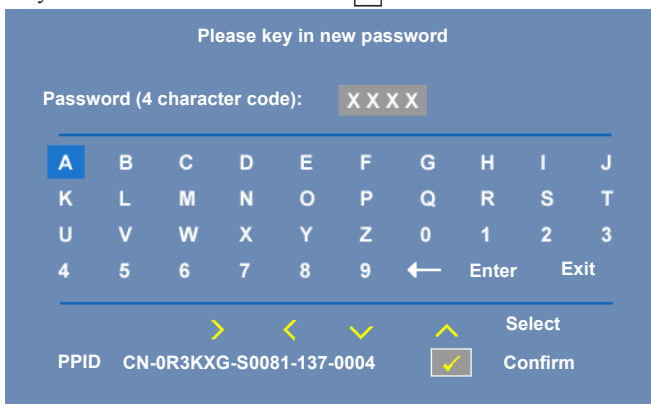 Please key in new password
Password (4 character code): X X X X
A B C D E F G H I J
K L M N O P Q R S T
U V W X Y Z 0 1 2 3
4 5 6 7 8 9 ← Enter Exit
Select
PPID CN-0R3KXG-S0081-137-0004 Confirm